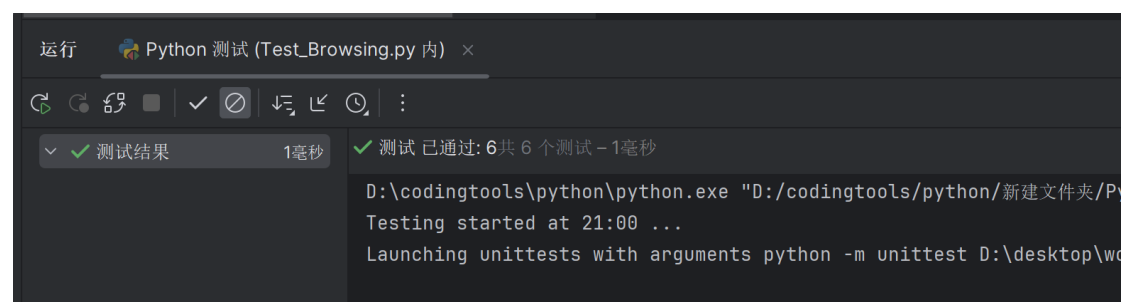 运行 Python 测试 (Test_Browsing.py 内) ×
测试结果 1毫秒
测试 已通过: 6共 6 个测试 – 1毫秒
D:\codingtools\python\python.exe "D:/codingtools/python/新建文件夹/Py
Testing started at 21:00 ...
Launching unittests with arguments python -m unittest D:\desktop\wo